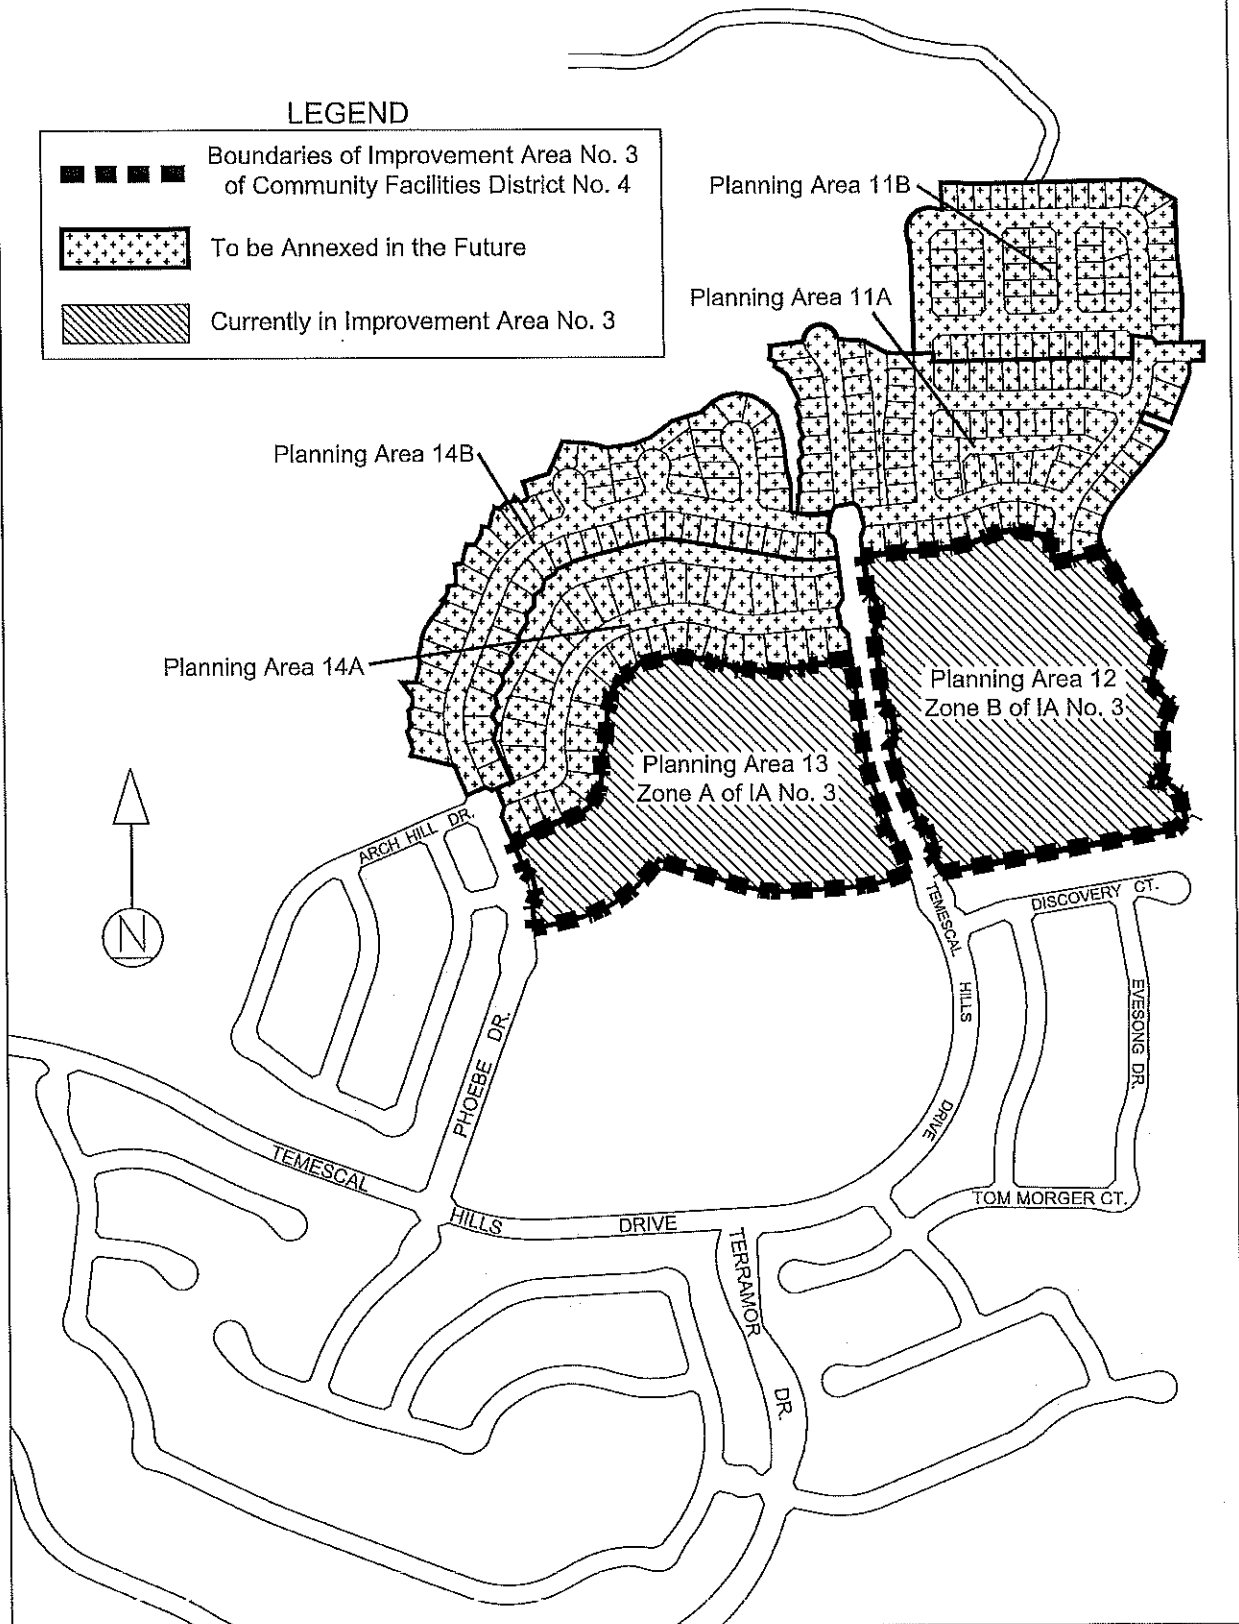 LEGEND
Boundaries of Improvement Area No. 3
of Community Facilities District No. 4
To be Annexed in the Future
Currently in Improvement Area No. 3
Planning Area 11B
Planning Area 11A
Planning Area 14B
Planning Area 14A
Planning Area 12
Zone B of IA No. 3
Planning Area 13
Zone A of IA No. 3
N
ARCH HILL DR.
PHOEBE DR.
TEMESCAL HILLS DRIVE
DISCOVERY CT.
EVESONG DR.
TOM MORGER CT.
TEMESCAL HILLS DRIVE
TERRAMOR DR.